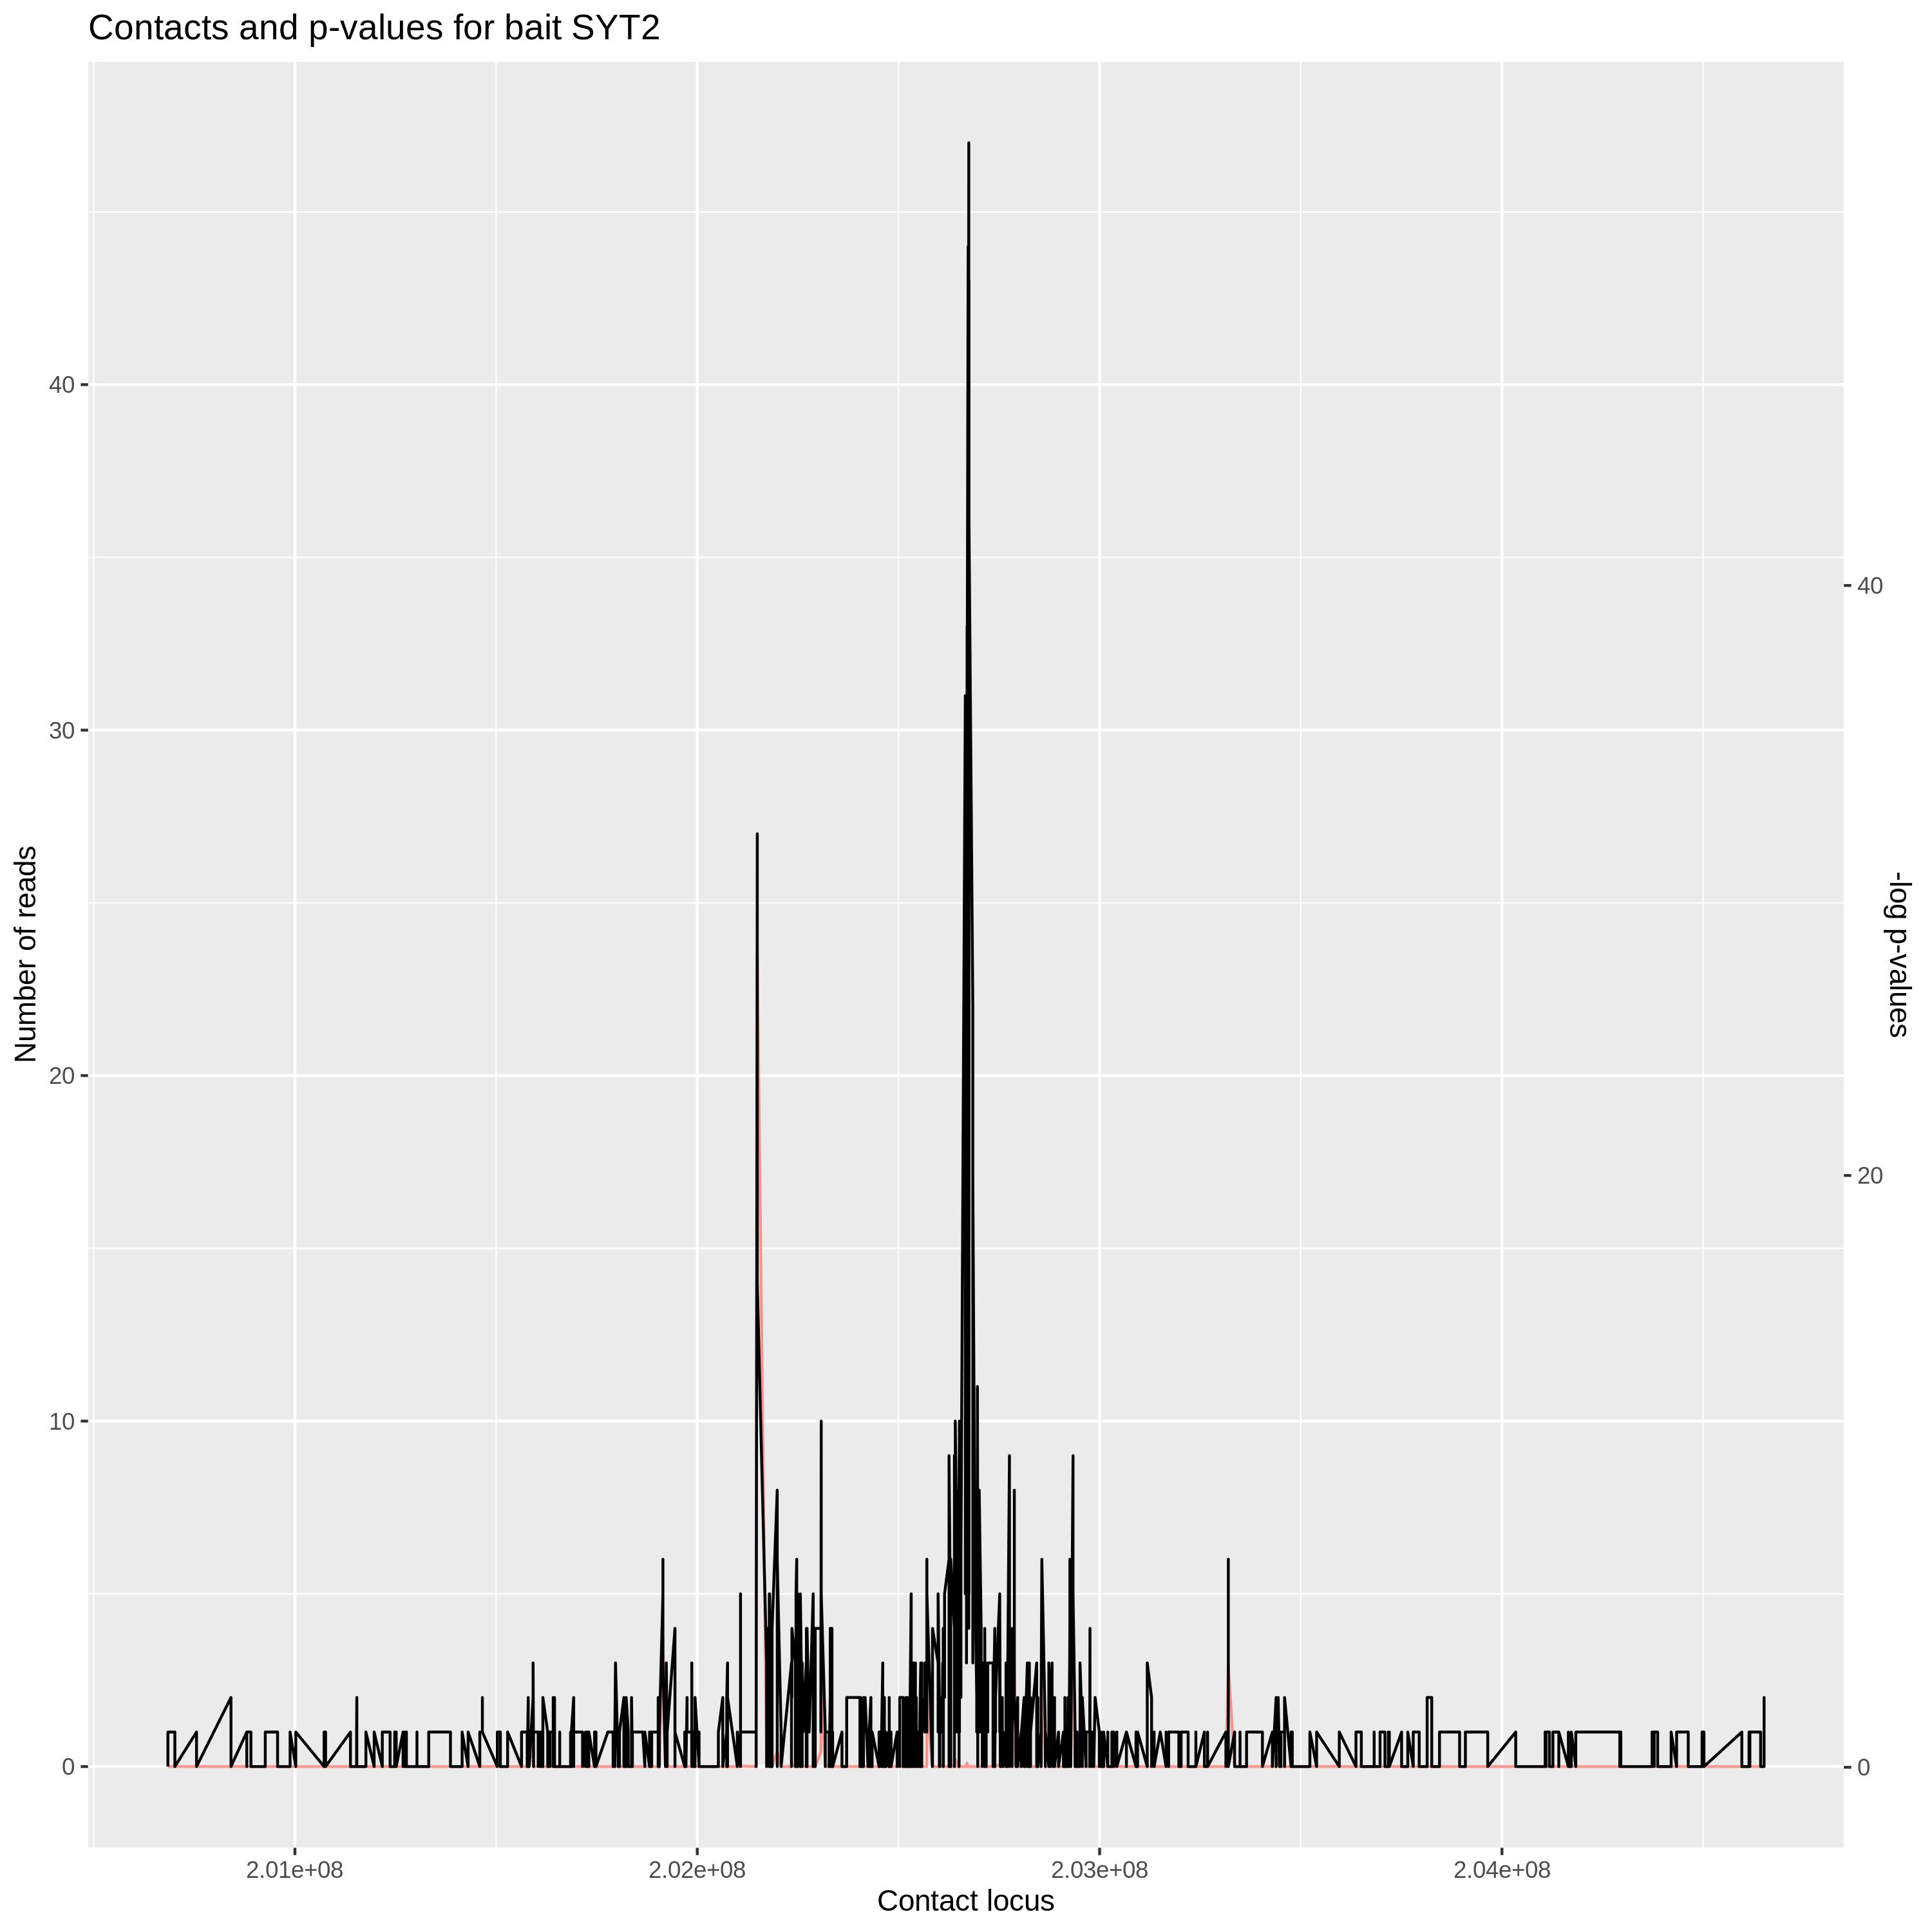 Contacts and p-values for bait SYT2
40
30
20
10
0
Number of reads
40
20
0
-log p-values
2.01e+08
2.02e+08
2.03e+08
2.04e+08
Contact locus